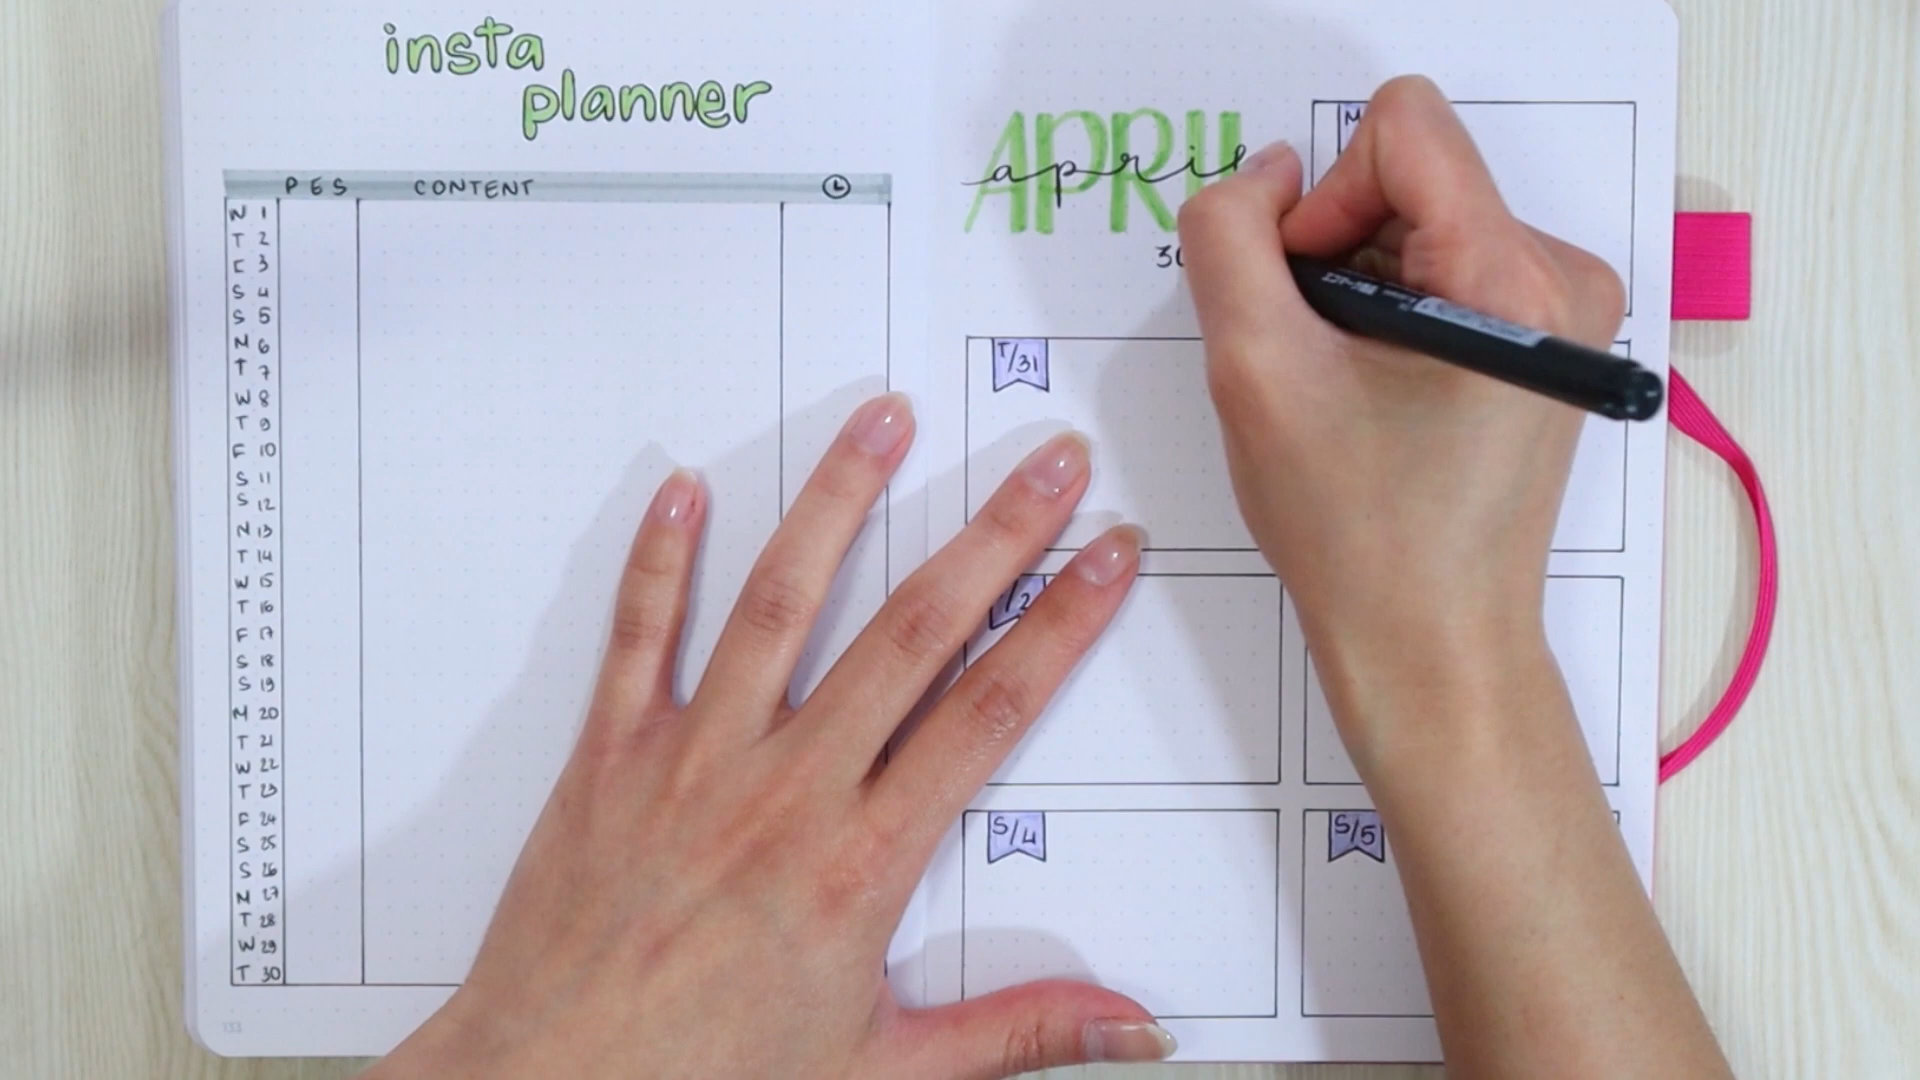 insta
planner
P E S CONTENT
N 1
T 2
E 3
S 4
S 5
M 6
T 7
W 8
T 9
F 10
S 11
S 12
N 13
T 14
W 15
T 16
F 17
S 18
S 19
M 20
T 21
W 22
T 23
F 24
S 25
S 26
M 27
T 28
W 29
T 30
133
APRIL
april
M
T/31
/2
S/4
S/5